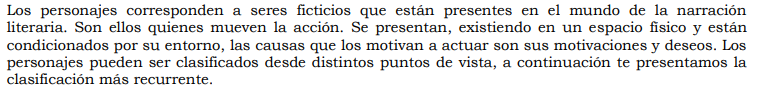 Los personajes corresponden a seres ficticios que están presentes en el mundo de la narración
literaria. Son ellos quienes mueven la acción. Se presentan, existiendo en un espacio físico y están
condicionados por su entorno, las causas que los motivan a actuar son sus motivaciones y deseos. Los
personajes pueden ser clasificados desde distintos puntos de vista, a continuación te presentamos la
clasificación más recurrente.